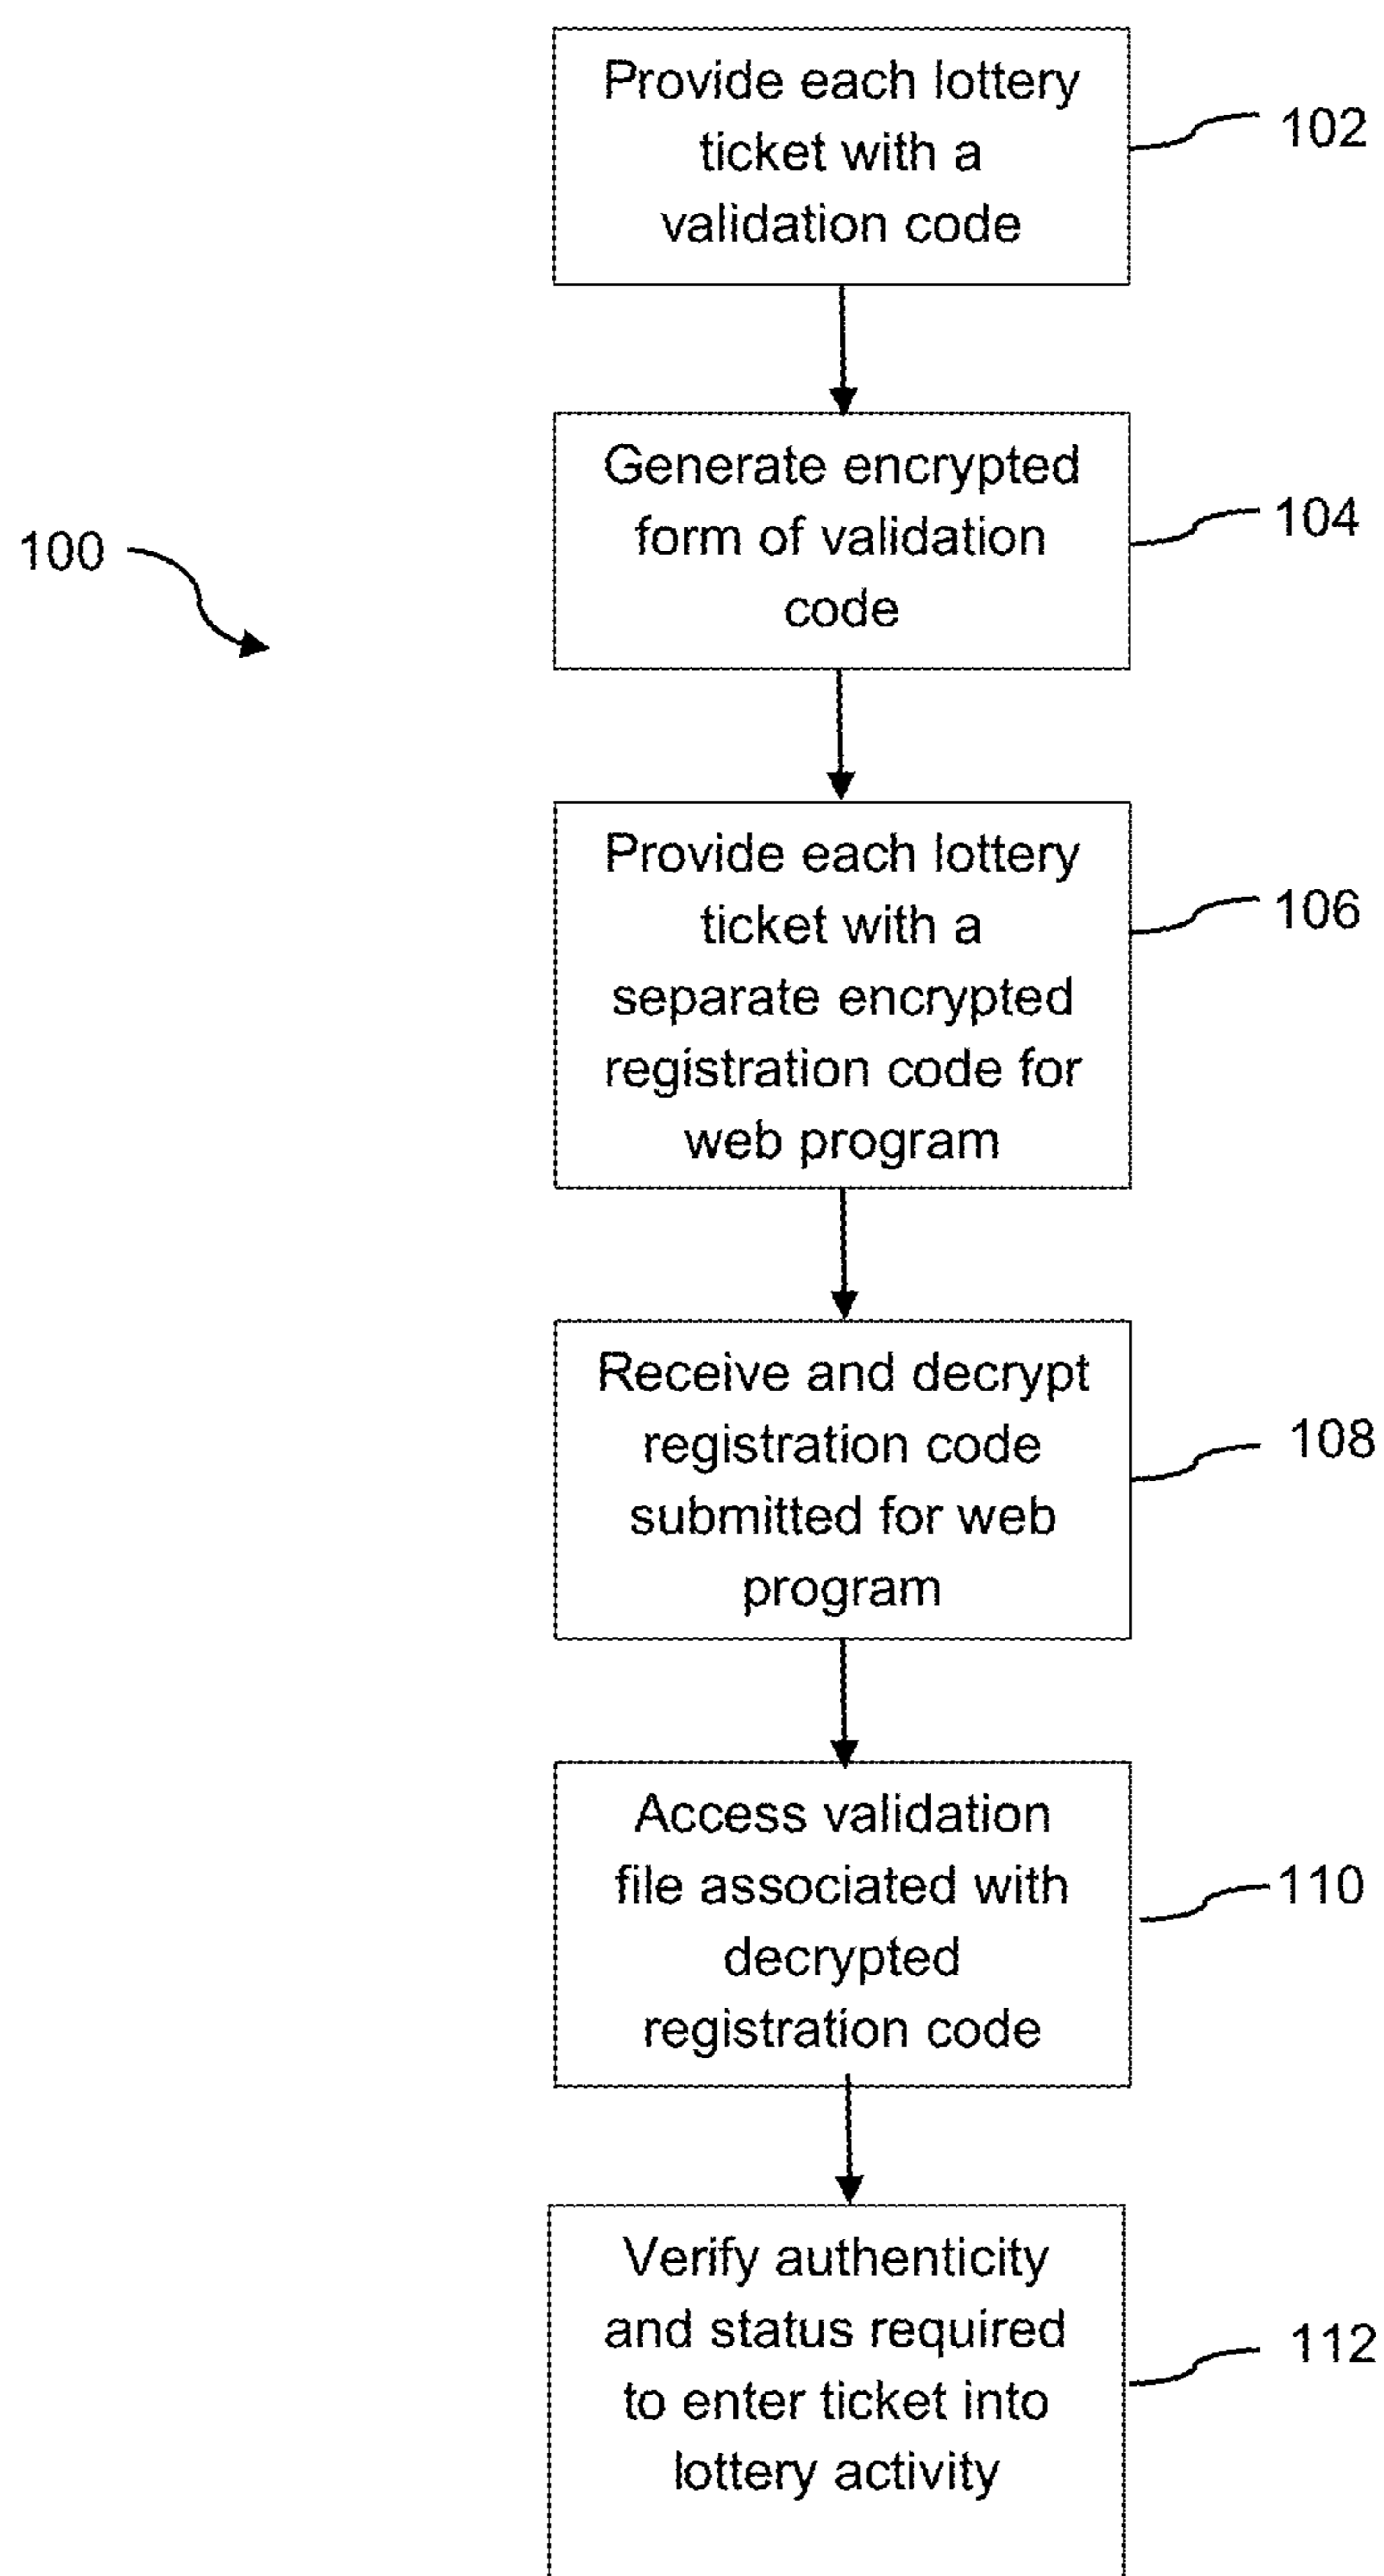 Provide each lottery
ticket with a
validation code
102
Generate encrypted
form of validation
code
104
100
Provide each lottery
ticket with a
separate encrypted
registration code for
web program
106
Receive and decrypt
registration code
submitted for web
program
108
Access validation
file associated with
decrypted
registration code
110
Verify authenticity
and status required
to enter ticket into
lottery activity
112